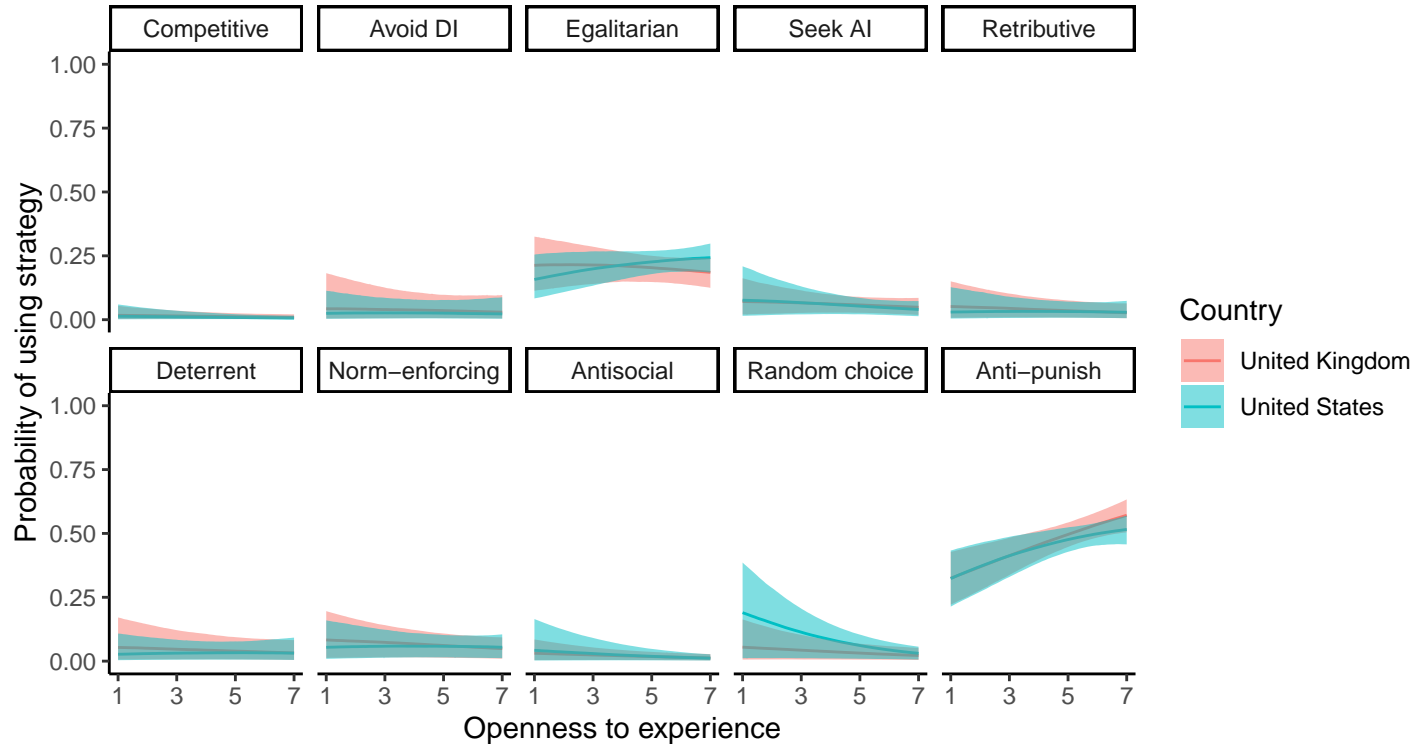 Competitive Avoid DI Egalitarian Seek AI Retributive
1.00
0.75
0.50
0.25
0.00
Deterrent Norm−enforcing Antisocial Random choice Anti−punish
1.00
0.75
0.50
0.25
0.00
1 3 5 7 1 3 5 7 1 3 5 7 1 3 5 7 1 3 5 7
Openness to experience
Probability of using strategy
Country
United Kingdom
United States